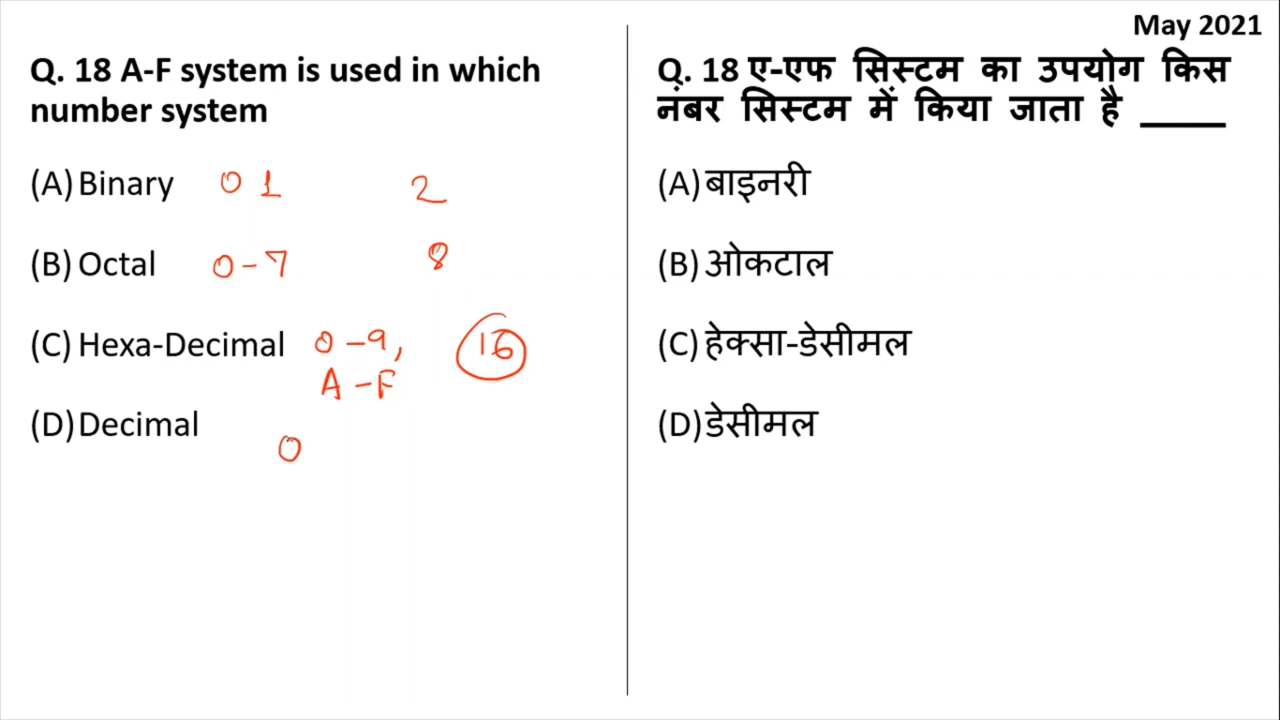 May 2021
Q. 18 A-F system is used in which
number system
(A) Binary 0 1 2
(B) Octal 0-7 8
(C) Hexa-Decimal 0-9, 16
A-F
(D) Decimal
0
Q. 18 ए-एफ सिस्टम का उपयोग किस
नंबर सिस्टम में किया जाता है _____
(A) बाइनरी
(B) ओकटाल
(C) हेक्सा-डेसीमल
(D) डेसीमल